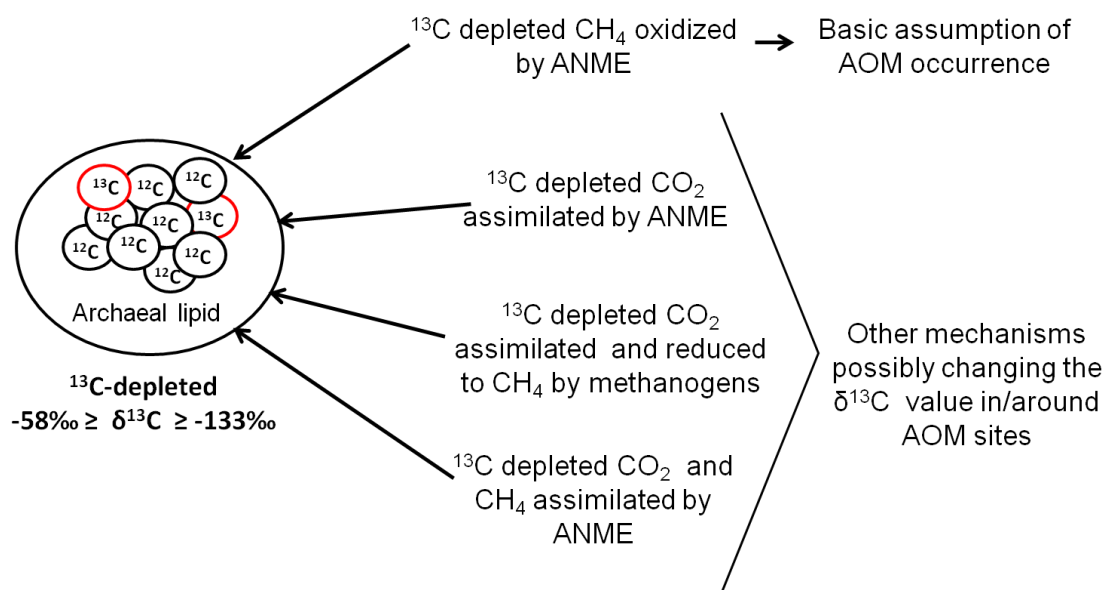 ¹³C depleted CH₄ oxidized
by ANME
Basic assumption of
AOM occurrence
¹³C
¹²C
¹²C
¹²C
¹²C
¹³C
¹²C
¹²C
¹²C
¹²C
Archaeal lipid
¹³C-depleted
-58‰ ≥ δ¹³C ≥ -133‰
¹³C depleted CO₂
assimilated by ANME
¹³C depleted CO₂
assimilated and reduced
to CH₄ by methanogens
¹³C depleted CO₂ and
CH₄ assimilated by
ANME
Other mechanisms
possibly changing the
δ¹³C value in/around
AOM sites